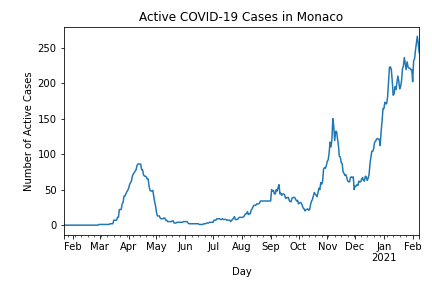 Active COVID-19 Cases in Monaco
Number of Active Cases
250
200
150
100
50
0
Feb Mar Apr May Jun Jul Aug Sep Oct Nov Dec Jan Feb
2021
Day